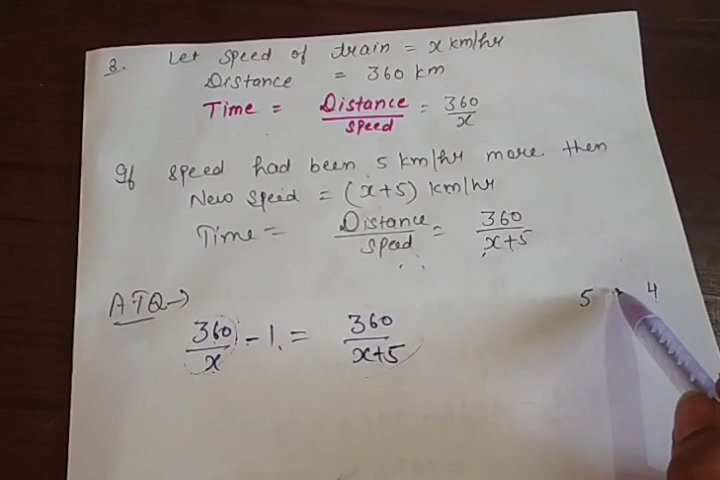 8. Let speed of train = x km/hr
Distance = 360 km
Time = Distance/speed = 360/x
If speed had been 5 km/hr more then
New speed = (x+5) km/hr
Time = Distance/speed = 360/x+5
ATQ→
360/x - 1 = 360/x+5
5 4